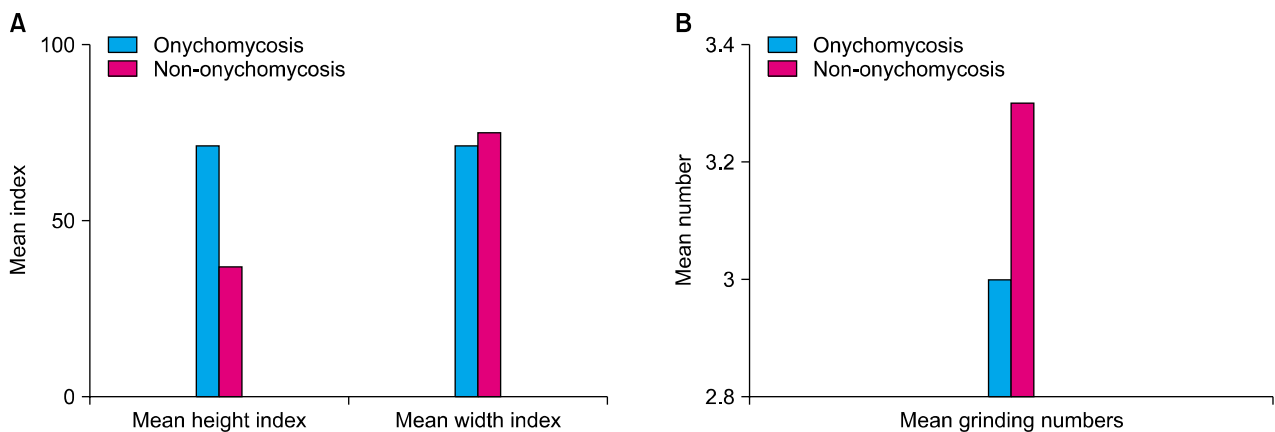 A
100
50
0
Mean index
Onychomycosis
Non-onychomycosis
Mean height index
Mean width index
B
3.4
3.2
3
2.8
Mean number
Onychomycosis
Non-onychomycosis
Mean grinding numbers